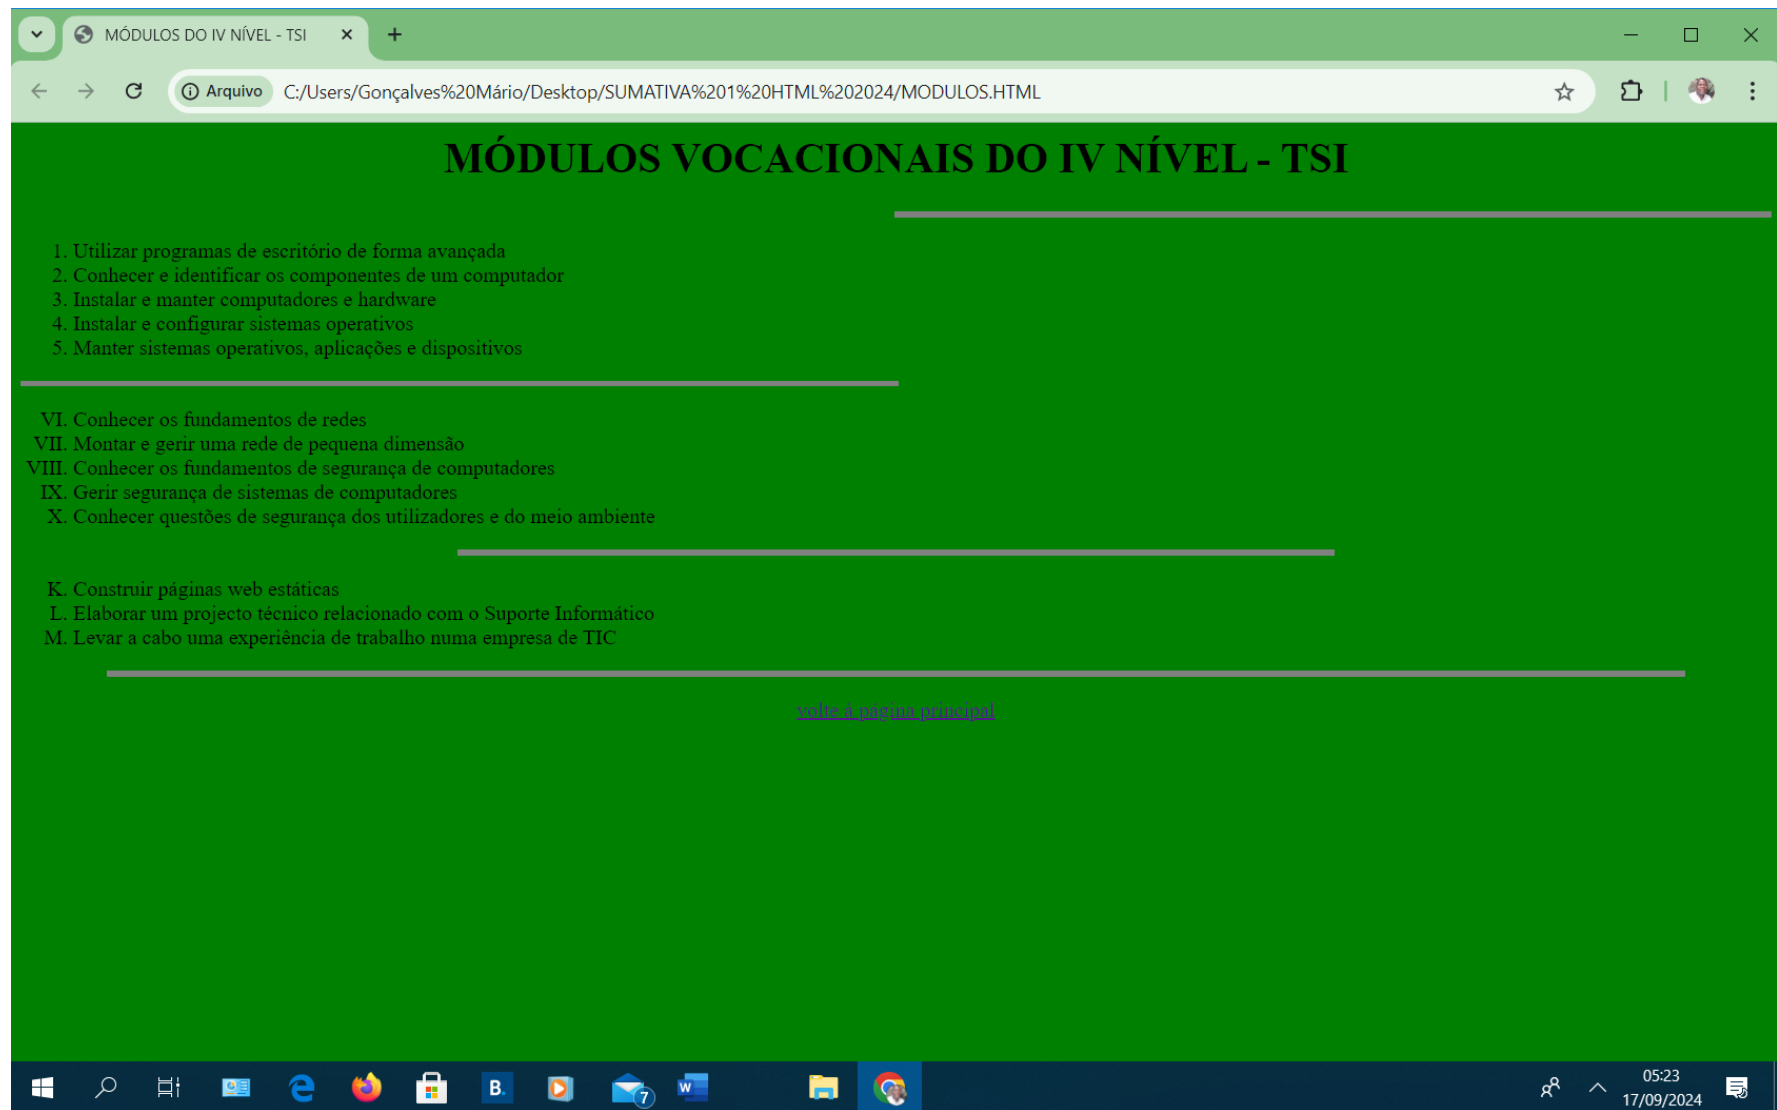 MÓDULOS DO IV NÍVEL - TSI
Arquivo C:/Users/Gonçalves%20Mário/Desktop/SUMATIVA%201%20HTML%202024/MODULOS.HTML
MÓDULOS VOCACIONAIS DO IV NÍVEL - TSI
1. Utilizar programas de escritório de forma avançada
2. Conhecer e identificar os componentes de um computador
3. Instalar e manter computadores e hardware
4. Instalar e configurar sistemas operativos
5. Manter sistemas operativos, aplicações e dispositivos
VI. Conhecer os fundamentos de redes
VII. Montar e gerir uma rede de pequena dimensão
VIII. Conhecer os fundamentos de segurança de computadores
IX. Gerir segurança de sistemas de computadores
X. Conhecer questões de segurança dos utilizadores e do meio ambiente
K. Construir páginas web estáticas
L. Elaborar um projecto técnico relacionado com o Suporte Informático
M. Levar a cabo uma experiência de trabalho numa empresa de TIC
volte á página principal
B.
7
W
05:23
17/09/2024